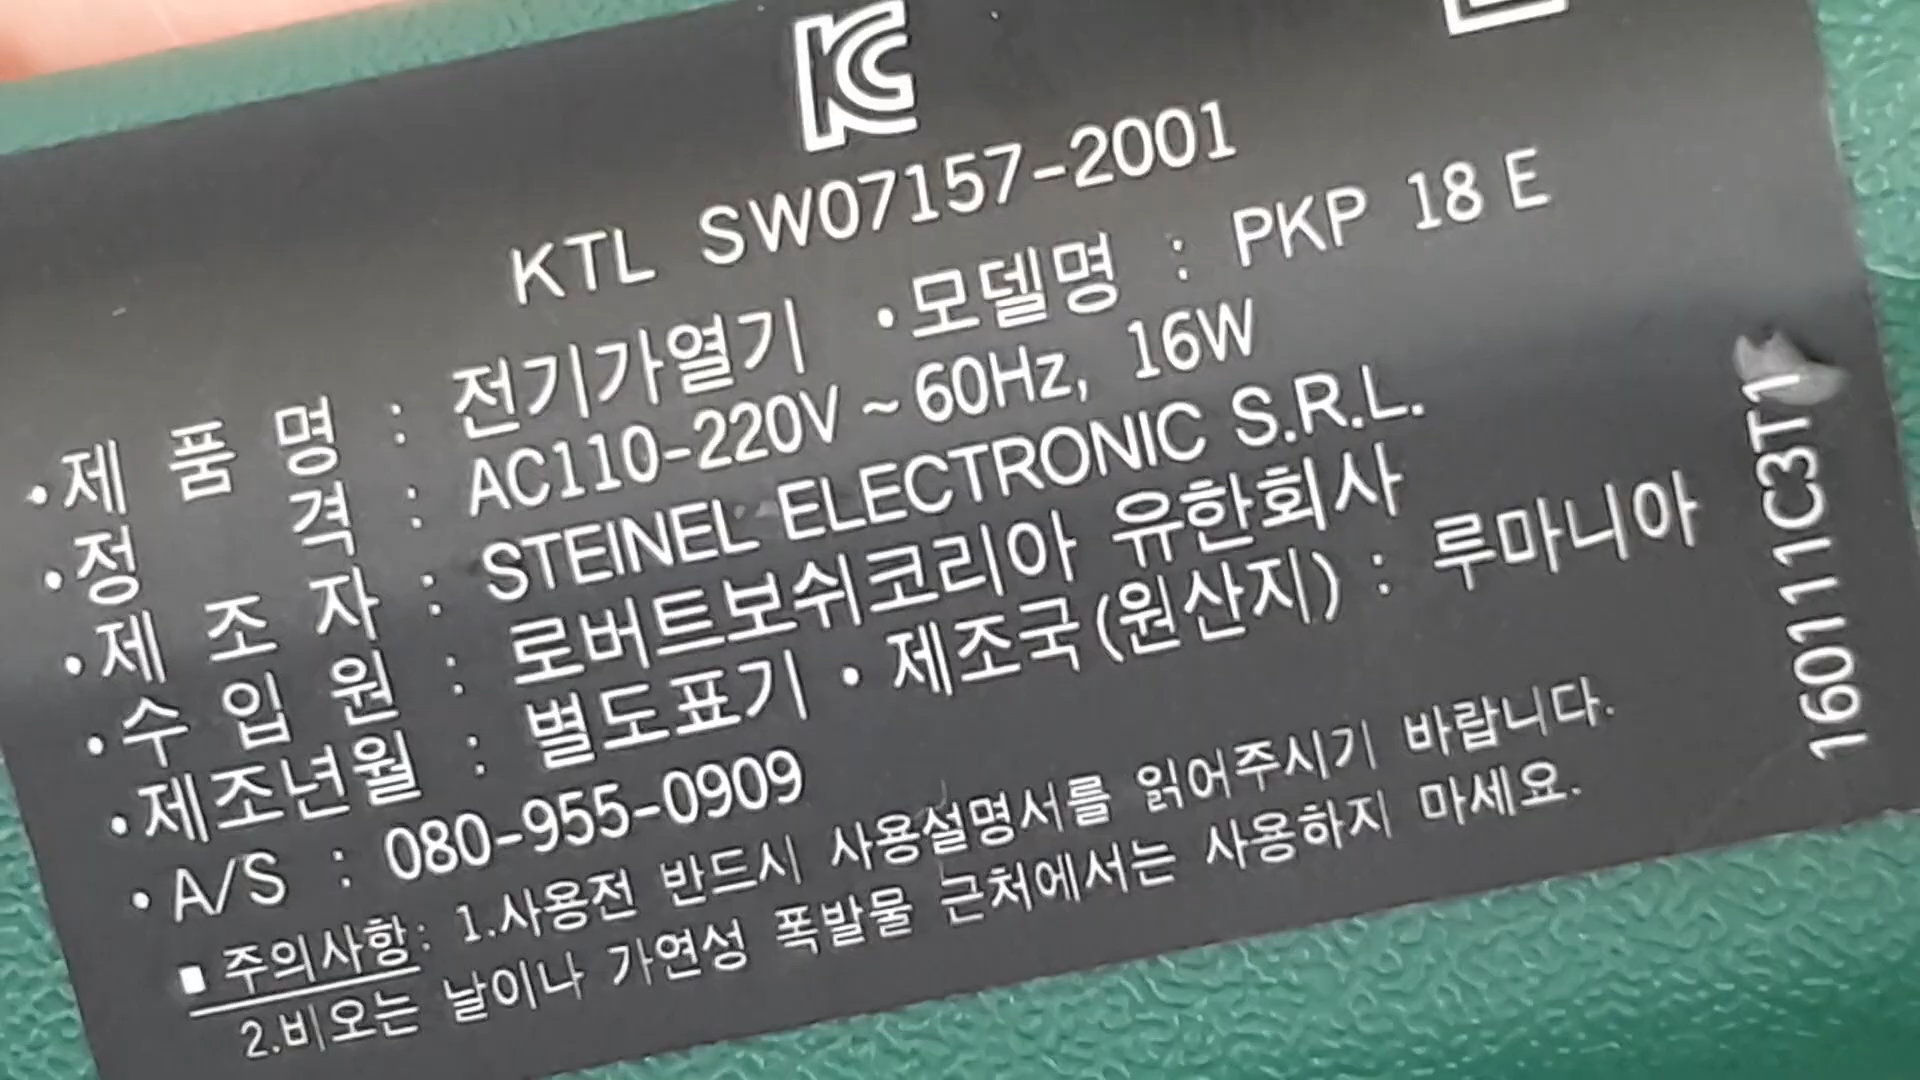 KC
KTL SW07157-2001
·제 품 명 : 전기가열기 ·모델명 : PKP 18 E
·정 격 : AC110-220V ~ 60Hz, 16W
·제 조 자 : STEINEL ELECTRONIC S.R.L.
·수 입 원 : 로버트보쉬코리아 유한회사
·제조년월 : 별도표기 · 제조국(원산지) : 루마니아
·A/S : 080-955-0909
■ 주의사항: 1.사용전 반드시 사용설명서를 읽어주시기 바랍니다.
2.비오는 날이나 가연성 폭발물 근처에서는 사용하지 마세요.
160111C3T1